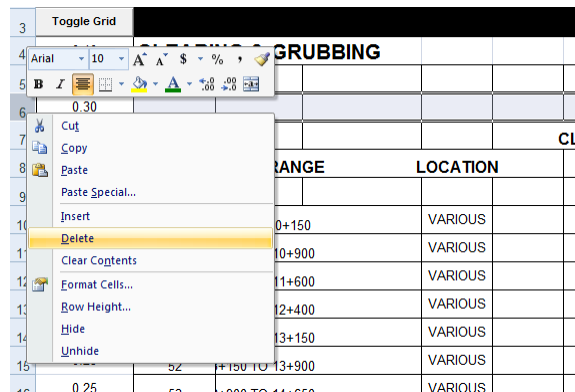 3 Toggle Grid
4 CLEARING & GRUBBING
Arial 10 A A $ % ,
B I A .00 .00
5
6 0.30
Cut
7 CL
Copy
8 RANGE LOCATION
Paste
Paste Special...
9
Insert
10 0+150 VARIOUS
Delete
11 10+900 VARIOUS
Clear Contents
12 11+600 VARIOUS
Format Cells...
13 12+400 VARIOUS
Row Height...
Hide
14 13+150 VARIOUS
Unhide
15 52 +150 TO 13+900 VARIOUS
16 0.25 VARIOUS